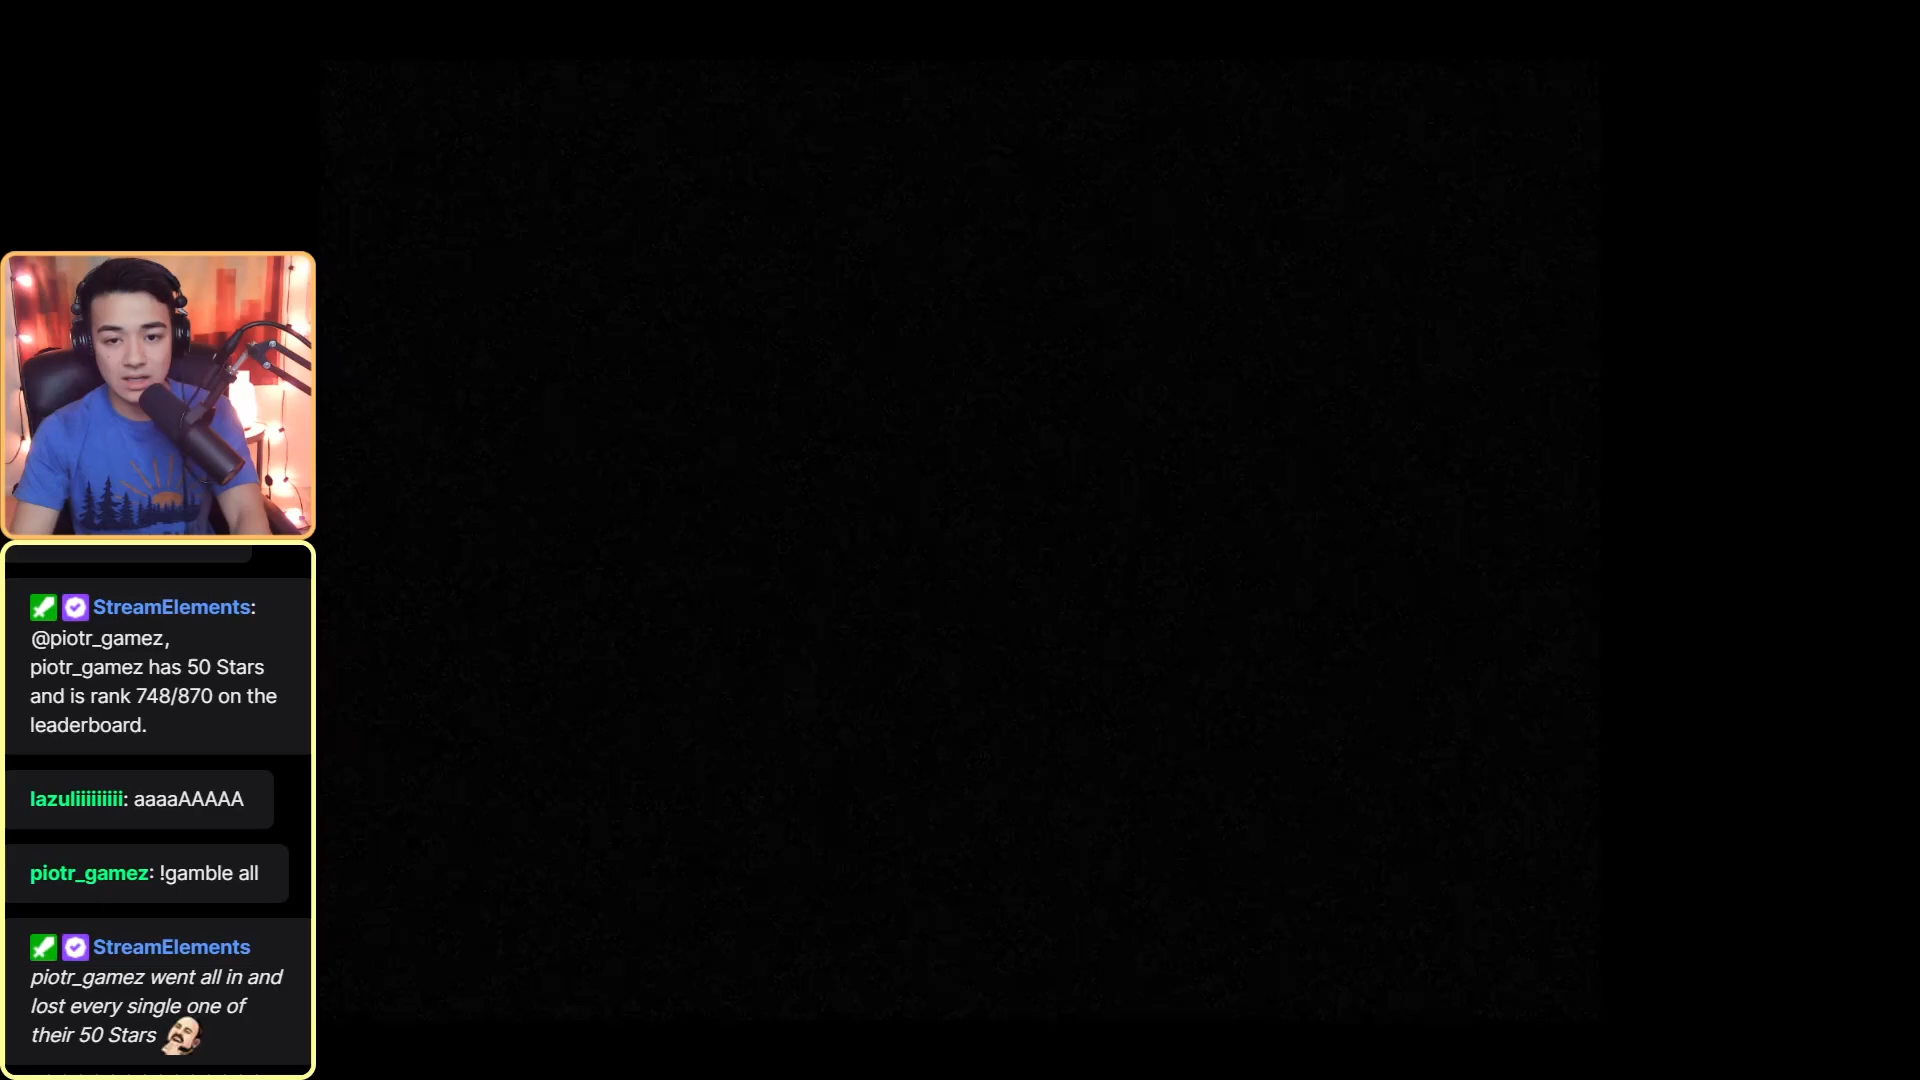 StreamElements:
@piotr_gamez,
piotr_gamez has 50 Stars
and is rank 748/870 on the
leaderboard.
lazuliiiiiiiii: aaaaAAAAA
piotr_gamez: !gamble all
StreamElements
piotr_gamez went all in and
lost every single one of
their 50 Stars